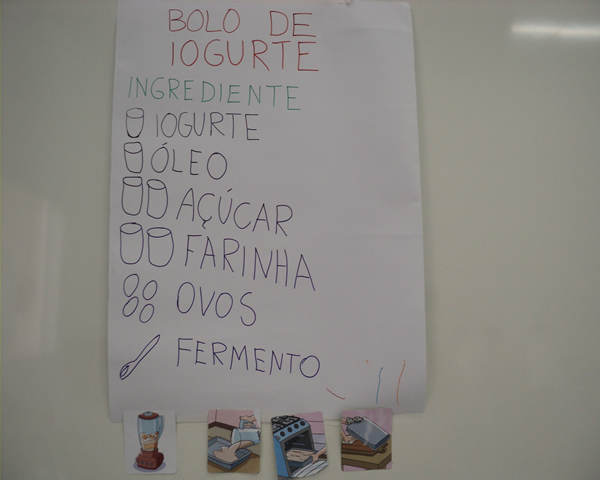 BOLO DE
IOGURTE
INGREDIENTE
IOGURTE
ÓLEO
AÇÚCAR
FARINHA
OVOS
FERMENTO